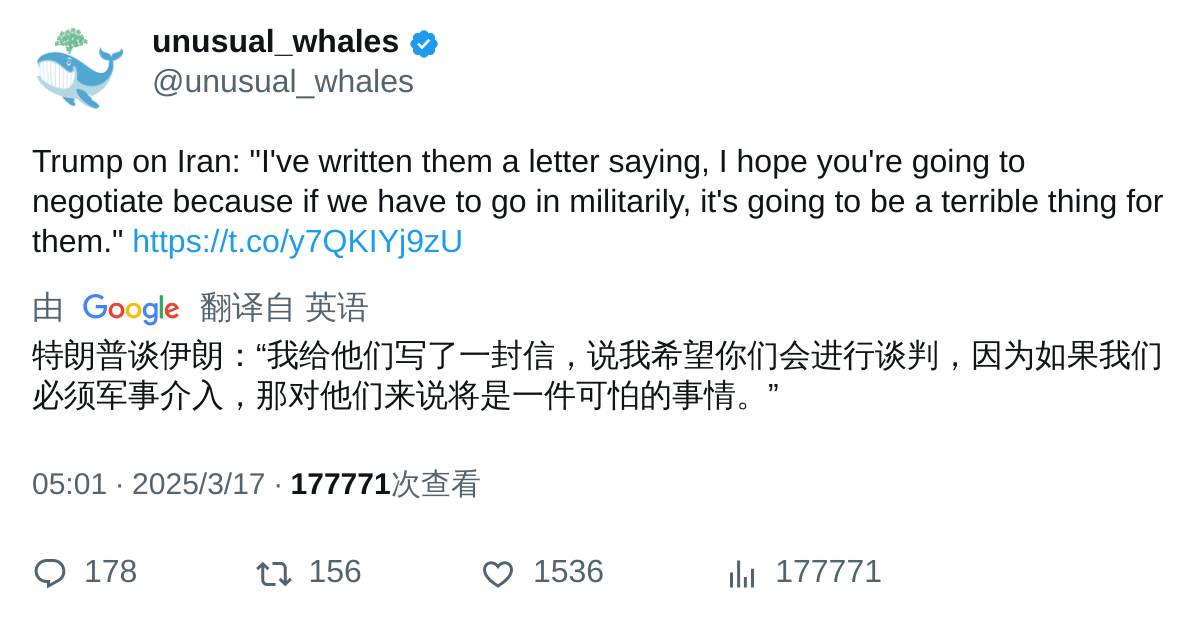 unusual_whales
@unusual_whales
Trump on Iran: "I've written them a letter saying, I hope you're going to
negotiate because if we have to go in militarily, it's going to be a terrible thing for
them." https://t.co/y7QKIYj9zU
由 Google 翻译自 英语
特朗普谈伊朗：“我给他们写了一封信，说我希望你们会进行谈判，因为如果我们
必须军事介入，那对他们来说将是一件可怕的事情。”
05:01 · 2025/3/17 · 177771次查看
178 156 1536 177771